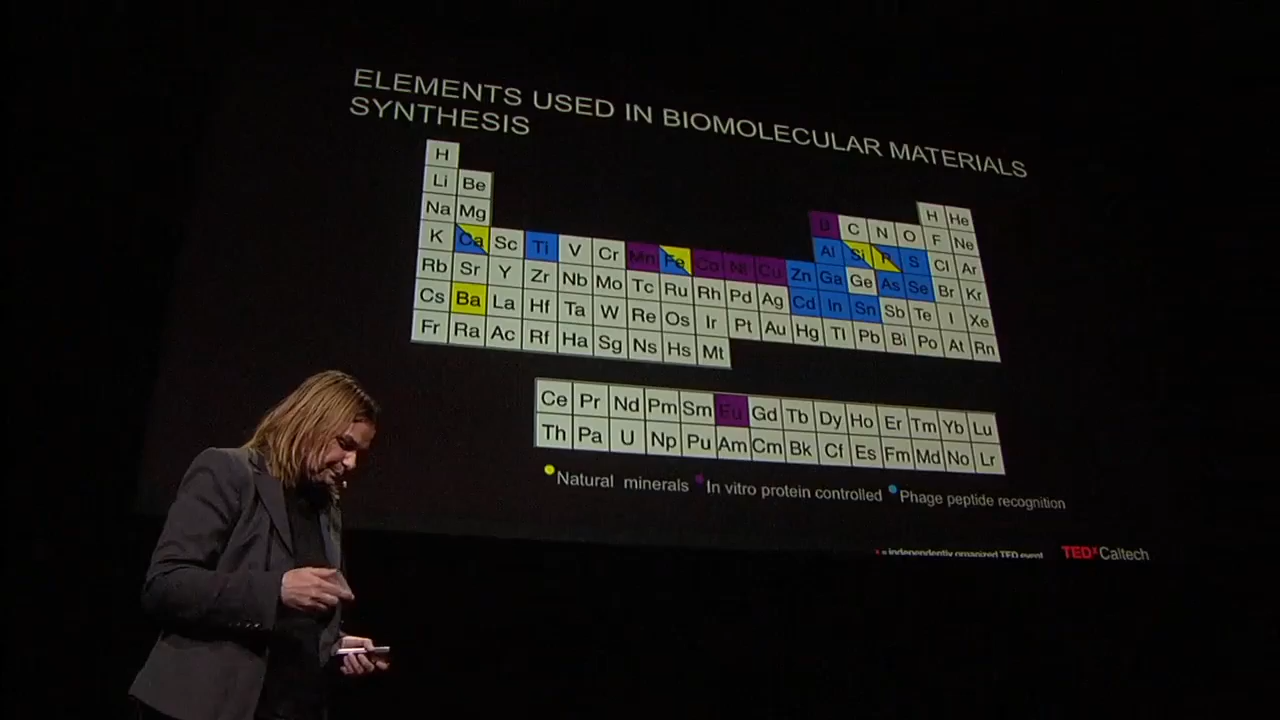 ELEMENTS USED IN BIOMOLECULAR MATERIALS
SYNTHESIS
H H He
Li Be B C N O F Ne
Na Mg Al Si P S Cl Ar
K Ca Sc Ti V Cr Mn Fe Co Ni Cu Zn Ga Ge As Se Br Kr
Rb Sr Y Zr Nb Mo Tc Ru Rh Pd Ag Cd In Sn Sb Te I Xe
Cs Ba La Hf Ta W Re Os Ir Pt Au Hg Tl Pb Bi Po At Rn
Fr Ra Ac Rf Ha Sg Ns Hs Mt
Ce Pr Nd Pm Sm Eu Gd Tb Dy Ho Er Tm Yb Lu
Th Pa U Np Pu Am Cm Bk Cf Es Fm Md No Lr
Natural minerals In vitro protein controlled Phage peptide recognition
independently organized TED event TEDxCaltech